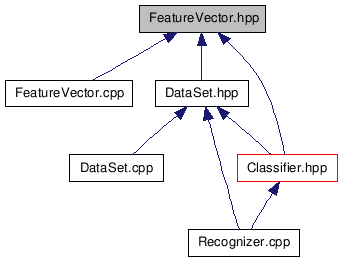 FeatureVector.hpp
FeatureVector.cpp
DataSet.hpp
DataSet.cpp
Classifier.hpp
Recognizer.cpp